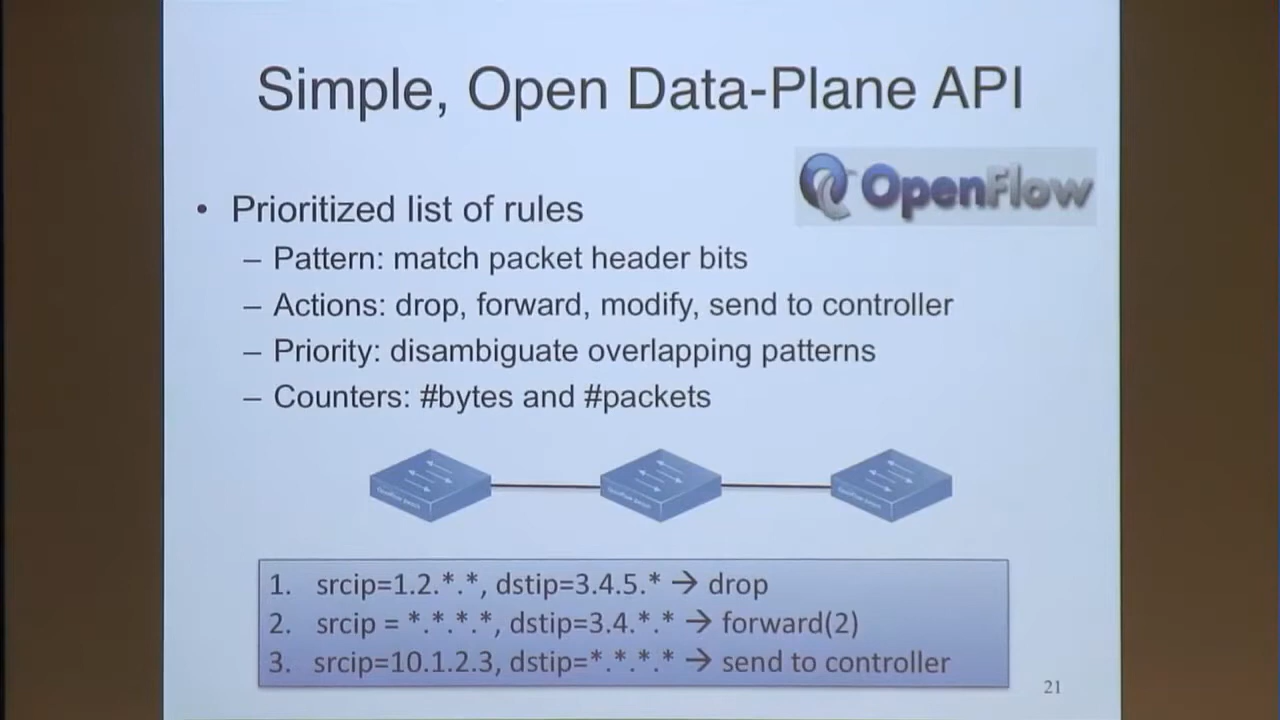 Simple, Open Data-Plane API
OpenFlow
• Prioritized list of rules
– Pattern: match packet header bits
– Actions: drop, forward, modify, send to controller
– Priority: disambiguate overlapping patterns
– Counters: #bytes and #packets
1. srcip=1.2.*.*, dstip=3.4.5.* → drop
2. srcip = *.*.*.*, dstip=3.4.*.* → forward(2)
3. srcip=10.1.2.3, dstip=*.*.*.* → send to controller
21